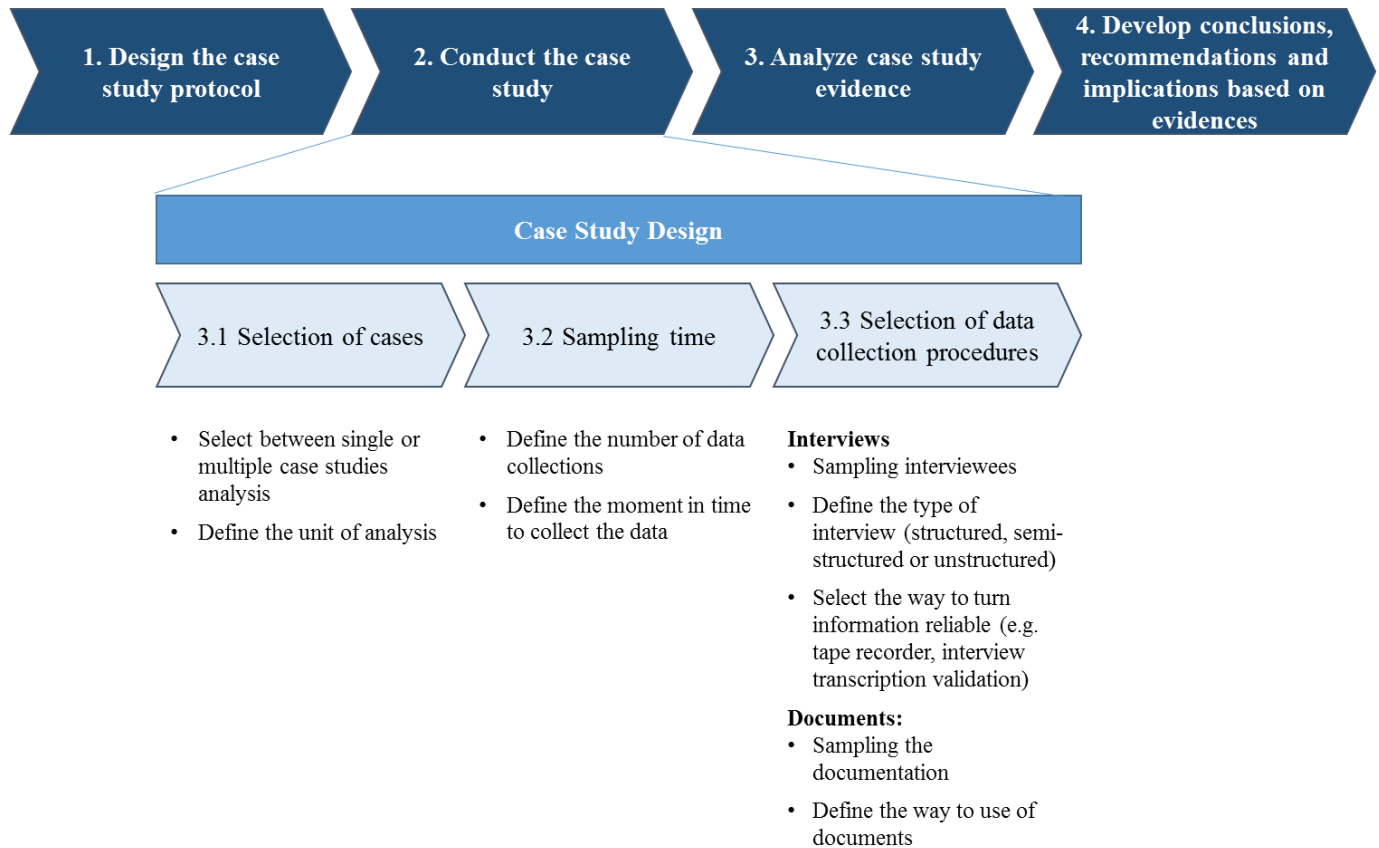 1. Design the case
study protocol
2. Conduct the case
study
3. Analyze case study
evidence
4. Develop conclusions,
recommendations and
implications based on
evidences
Case Study Design
3.1 Selection of cases
3.2 Sampling time
3.3 Selection of data
collection procedures
• Select between single or
multiple case studies
analysis
• Define the unit of analysis
• Define the number of data
collections
• Define the moment in time
to collect the data
Interviews
• Sampling interviewees
• Define the type of
interview (structured, semi-
structured or unstructured)
• Select the way to turn
information reliable (e.g.
tape recorder, interview
transcription validation)
Documents:
• Sampling the
documentation
• Define the way to use of
documents